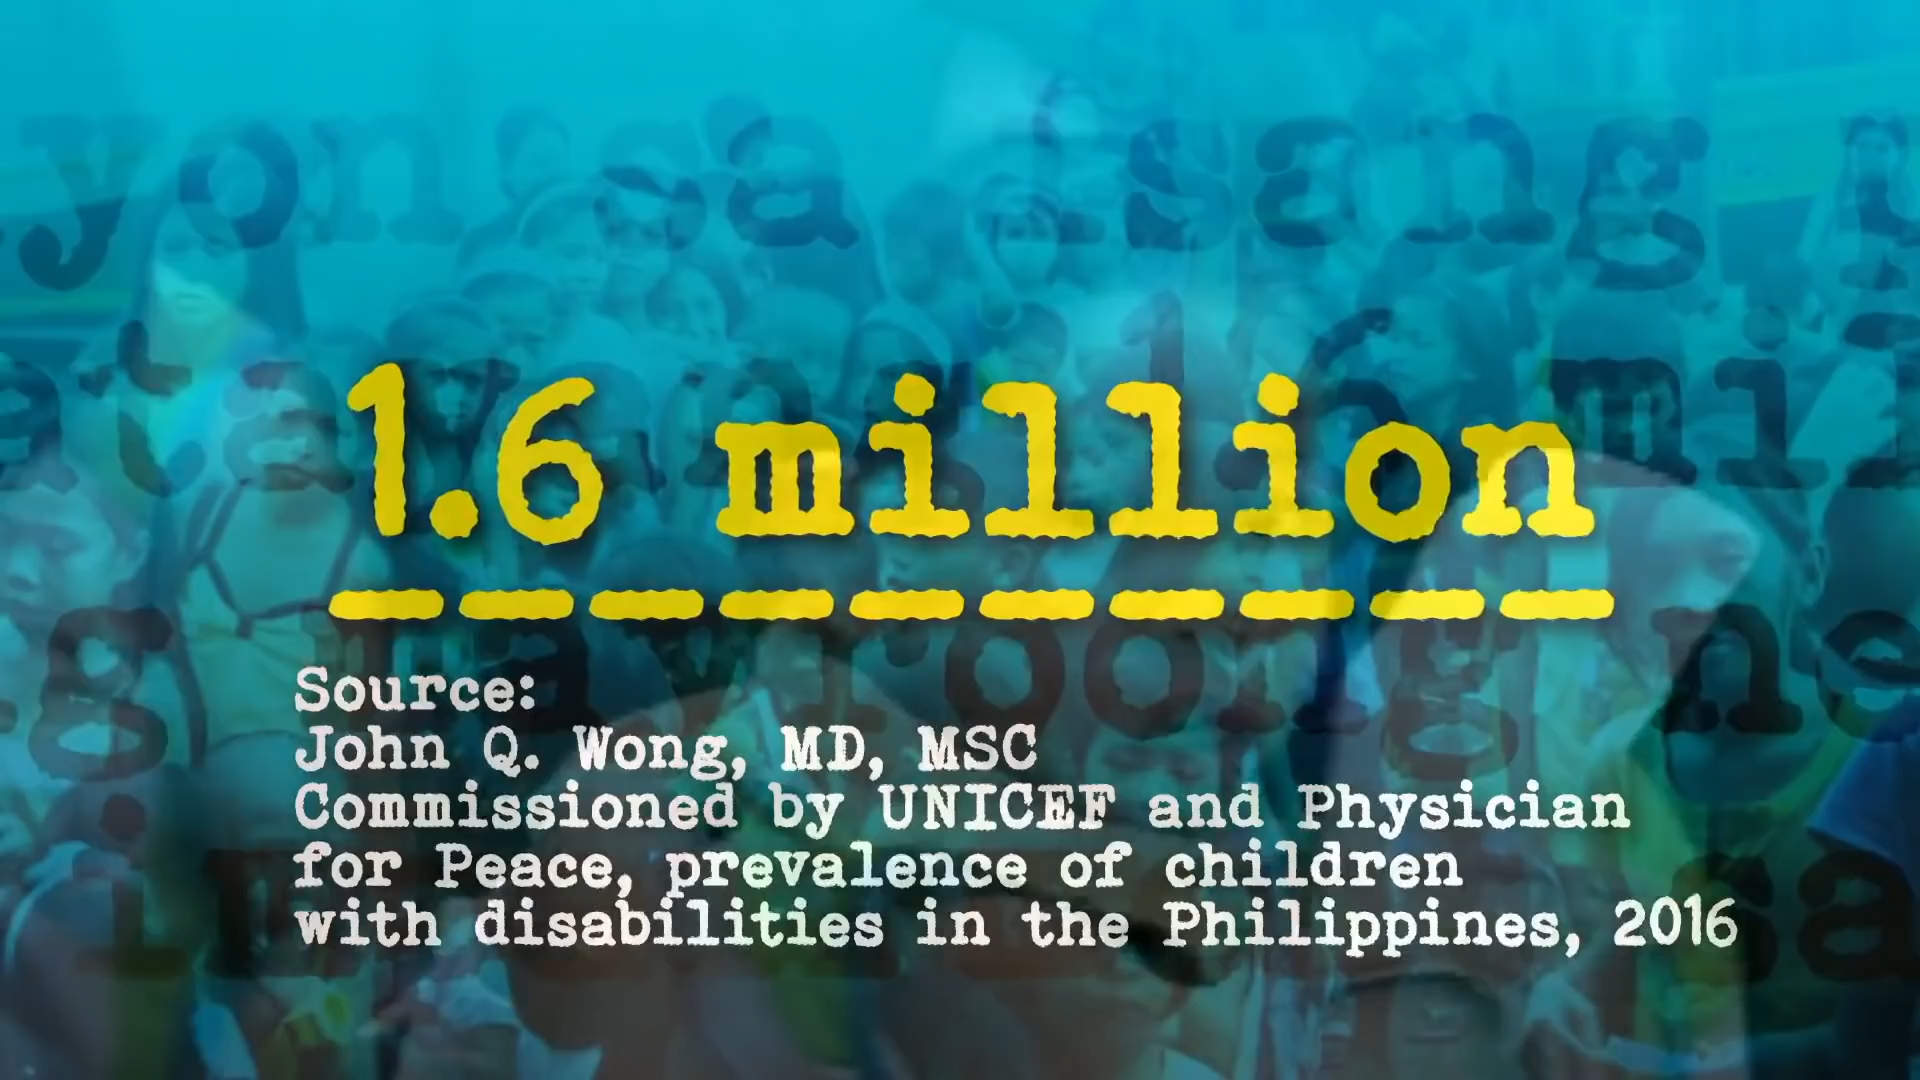 1.6 million
Source:
John Q. Wong, MD, MSC
Commissioned by UNICEF and Physician
for Peace, prevalence of children
with disabilities in the Philippines, 2016